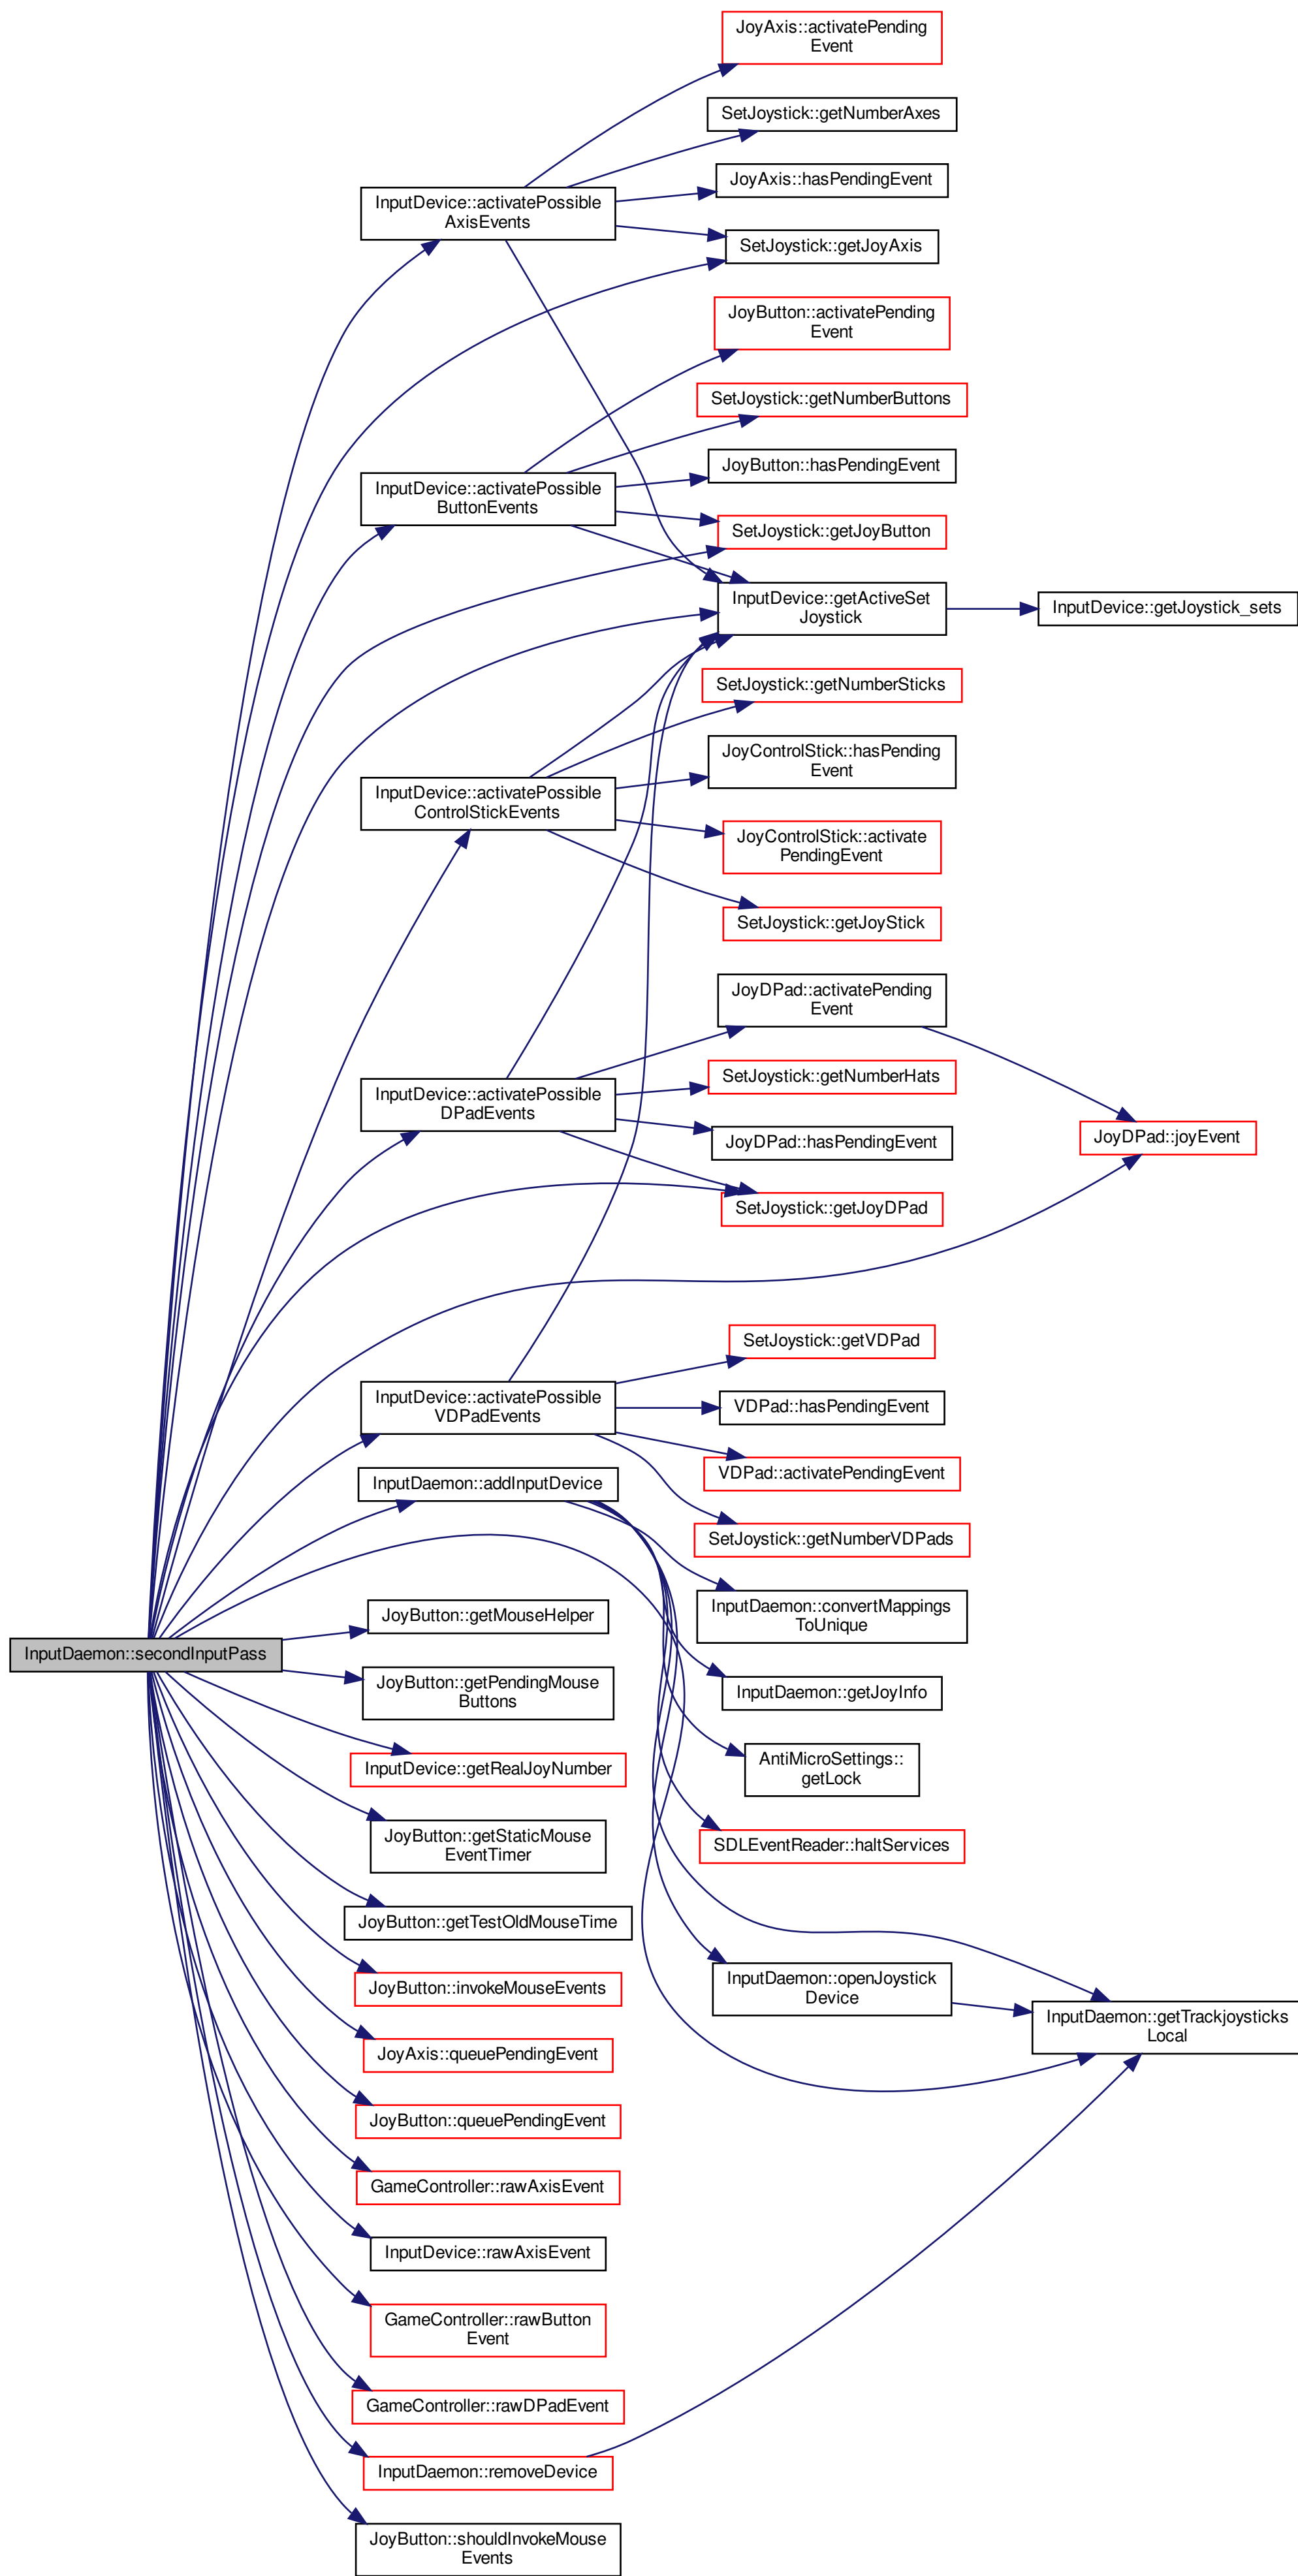 JoyAxis::activatePending
Event
SetJoystick::getNumberAxes
JoyAxis::hasPendingEvent
InputDevice::activatePossible
AxisEvents
SetJoystick::getJoyAxis
JoyButton::activatePending
Event
SetJoystick::getNumberButtons
JoyButton::hasPendingEvent
InputDevice::activatePossible
ButtonEvents
SetJoystick::getJoyButton
InputDevice::getActiveSet
Joystick
InputDevice::getJoystick_sets
SetJoystick::getNumberSticks
JoyControlStick::hasPending
Event
InputDevice::activatePossible
ControlStickEvents
JoyControlStick::activate
PendingEvent
SetJoystick::getJoyStick
JoyDPad::activatePending
Event
SetJoystick::getNumberHats
InputDevice::activatePossible
DPadEvents
JoyDPad::hasPendingEvent
JoyDPad::joyEvent
SetJoystick::getJoyDPad
SetJoystick::getVDPad
InputDevice::activatePossible
VDPadEvents
VDPad::hasPendingEvent
VDPad::activatePendingEvent
InputDaemon::addInputDevice
SetJoystick::getNumberVDPads
InputDaemon::convertMappings
ToUnique
JoyButton::getMouseHelper
InputDaemon::secondInputPass
JoyButton::getPendingMouse
Buttons
InputDaemon::getJoyInfo
InputDevice::getRealJoyNumber
AntiMicroSettings::
getLock
JoyButton::getStaticMouse
EventTimer
SDLEventReader::haltServices
JoyButton::getTestOldMouseTime
InputDaemon::openJoystick
Device
JoyButton::invokeMouseEvents
InputDaemon::getTrackjoysticks
Local
JoyAxis::queuePendingEvent
JoyButton::queuePendingEvent
GameController::rawAxisEvent
InputDevice::rawAxisEvent
GameController::rawButton
Event
GameController::rawDPadEvent
InputDaemon::removeDevice
JoyButton::shouldInvokeMouse
Events